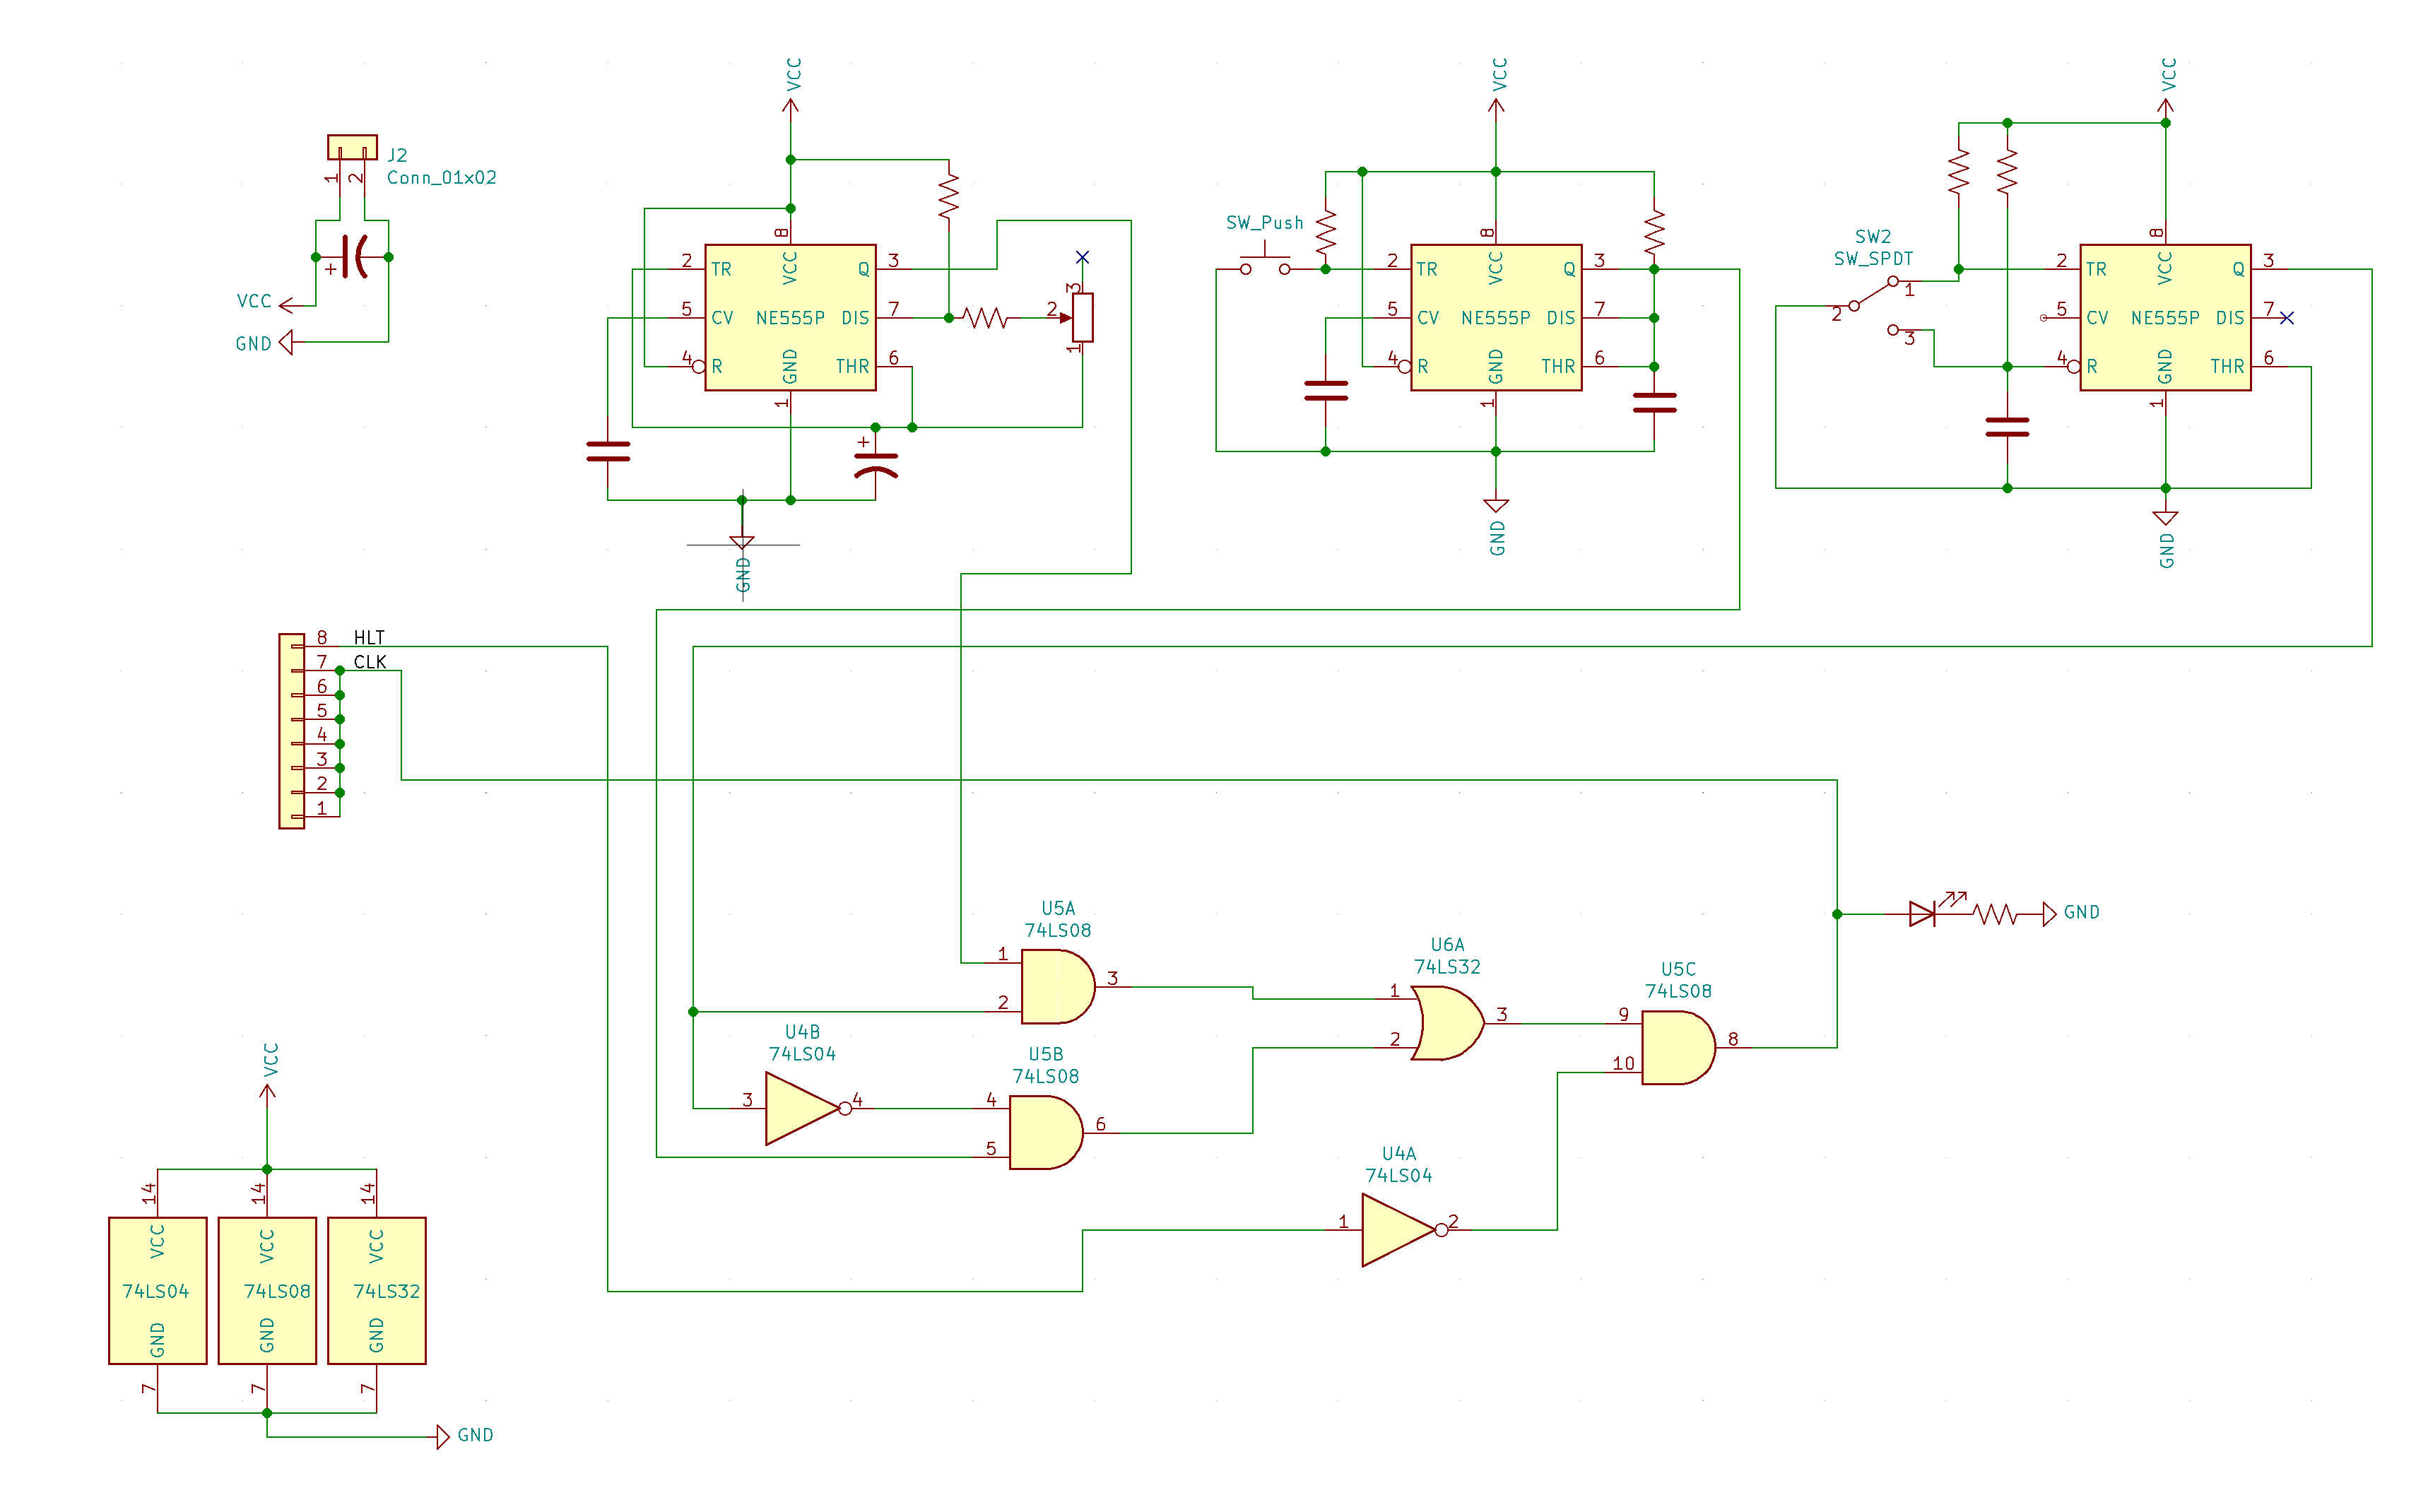 VCC
VCC
VCC
J2
Conn_01x02
1
2
VCC
GND
8
2
TR
VCC
Q
3
5
CV
NE555P
DIS
7
4
R
GND
THR
6
1
3
2
1
GND
SW_Push
8
2
TR
VCC
Q
3
5
CV
NE555P
DIS
7
4
R
GND
THR
6
1
GND
SW2
SW_SPDT
1
2
3
8
2
TR
VCC
Q
3
5
CV
NE555P
DIS
7
4
R
GND
THR
6
1
GND
8
HLT
7
CLK
6
5
4
3
2
1
U5A
74LS08
1
2
3
U4B
74LS04
3
4
U5B
74LS08
4
5
6
U6A
74LS32
1
2
3
U5C
74LS08
9
10
8
GND
U4A
74LS04
1
2
VCC
14
14
14
VCC
VCC
VCC
74LS04
74LS08
74LS32
GND
GND
GND
7
7
7
GND